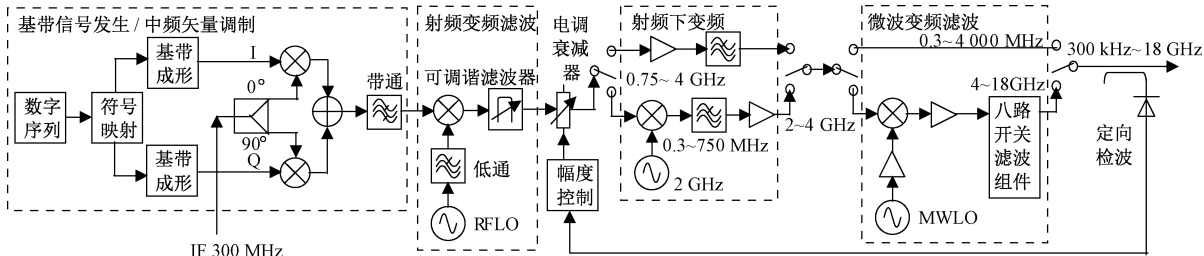 基带信号发生 / 中频矢量调制
数字
序列
符号
映射
基带
成形
I
0°
90°
Q
基带
成形
带通
IF 300 MHz
射频变频滤波
可调谐滤波器
低通
RFLO
电调
衰减
器
幅度
控制
射频下变频
0.75~ 4 GHz
0.3~750 MHz
2 GHz
2~4 GHz
微波变频滤波
0.3~4 000 MHz
4~18GHz
八路
开关
滤波
组件
MWLO
300 kHz~18 GHz
定向
检波